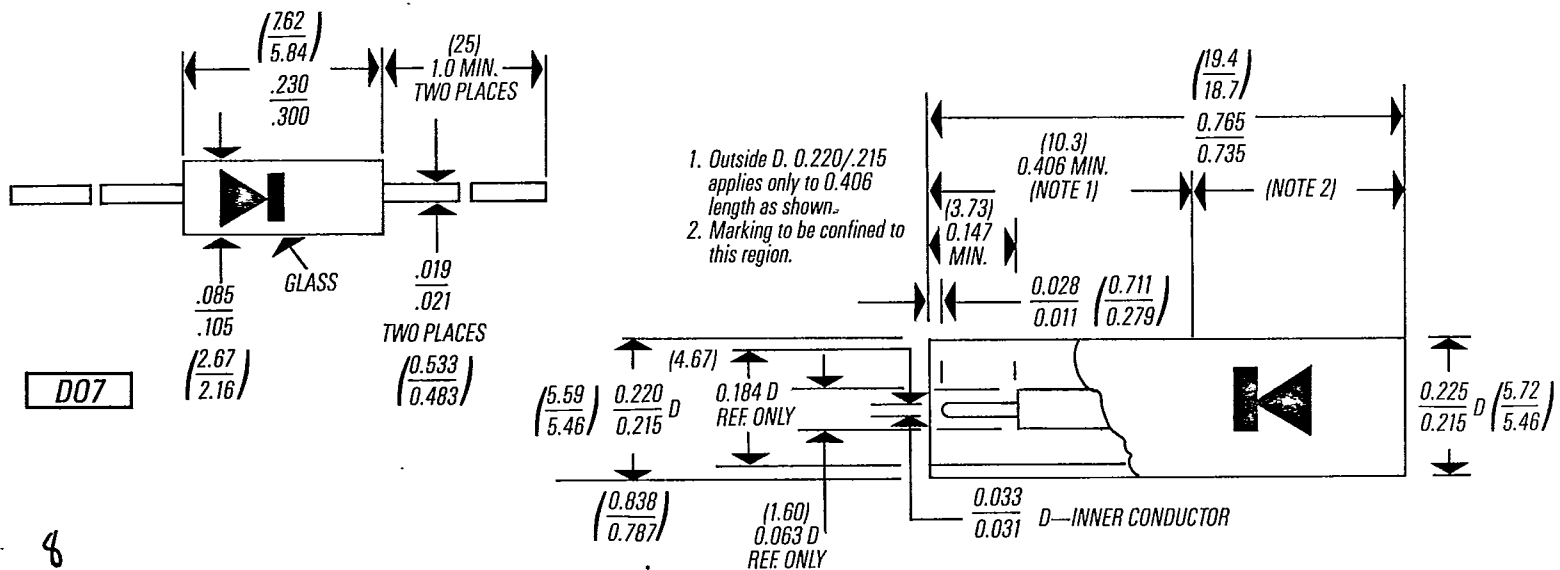 (7.62
5.84)
.230
.300
(25)
1.0 MIN.
TWO PLACES
GLASS
.085
.105
(2.67
2.16)
.019
.021
TWO PLACES
(0.533
0.483)
DO7
8
1. Outside D. 0.220/.215
applies only to 0.406
length as shown.
2. Marking to be confined to
this region.
(19.4
18.7)
0.765
0.735
(10.3)
0.406 MIN.
(NOTE 1)
(NOTE 2)
(3.73)
0.147
MIN.
0.028
0.011
(0.711
0.279)
(5.59
5.46)
0.220
0.215 D
(4.67)
0.184 D
REF. ONLY
0.225
0.215 D
(5.72
5.46)
(0.838
0.787)
(1.60)
0.063 D
REF. ONLY
0.033
0.031 D—INNER CONDUCTOR